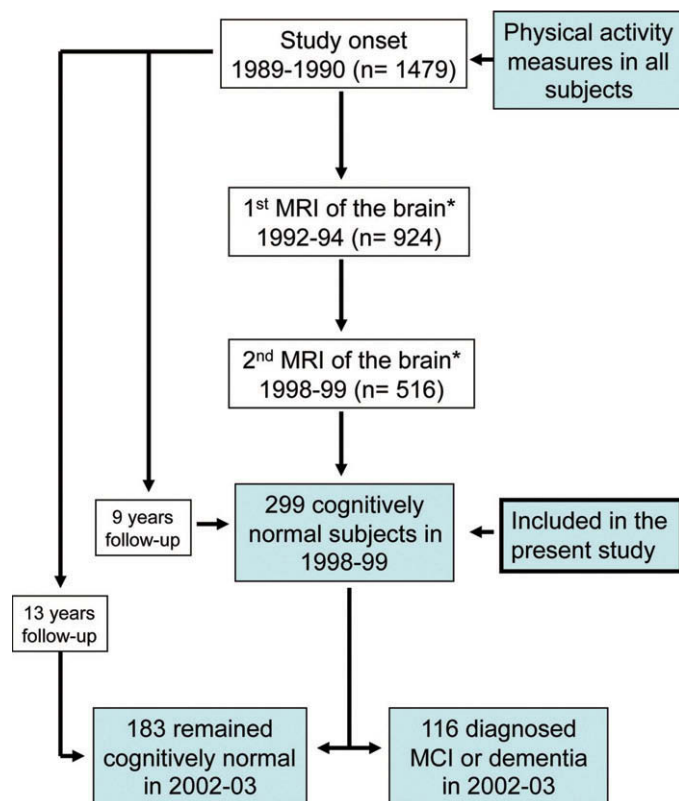 Study onset
1989-1990 (n= 1479)
Physical activity
measures in all
subjects
1st MRI of the brain*
1992-94 (n= 924)
2nd MRI of the brain*
1998-99 (n= 516)
9 years
follow-up
299 cognitively
normal subjects in
1998-99
Included in the
present study
13 years
follow-up
183 remained
cognitively normal
in 2002-03
116 diagnosed
MCI or dementia
in 2002-03